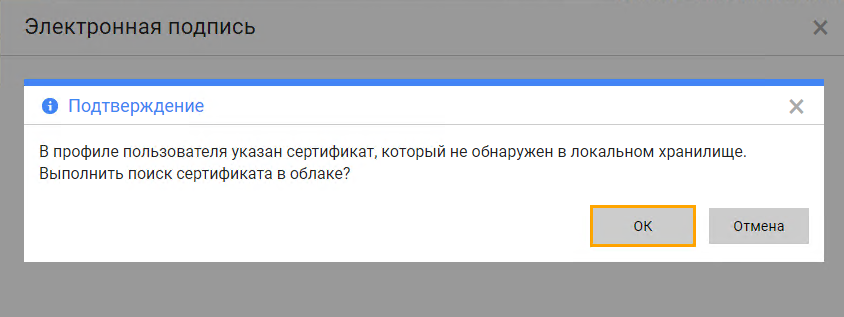 Электронная подпись
Подтверждение
В профиле пользователя указан сертификат, который не обнаружен в локальном хранилище.
Выполнить поиск сертификата в облаке?
ОК
Отмена